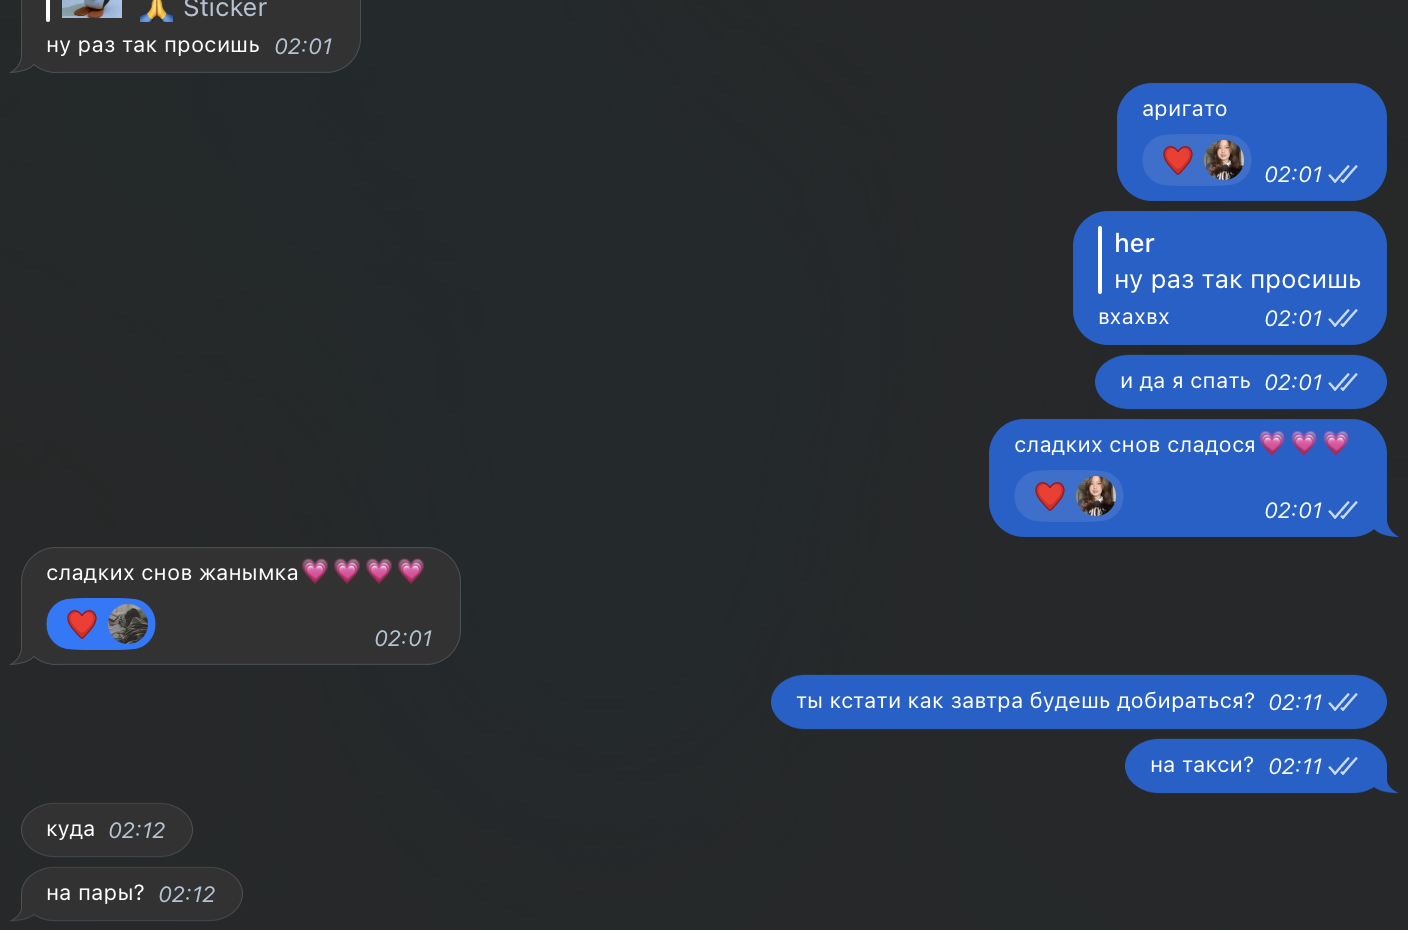 Sticker
ну раз так просишь 02:01
аригато
02:01
her
ну раз так просишь
вхахвх 02:01
и да я спать 02:01
сладких снов сладося
02:01
сладких снов жанымка
02:01
ты кстати как завтра будешь добираться? 02:11
на такси? 02:11
куда 02:12
на пары? 02:12